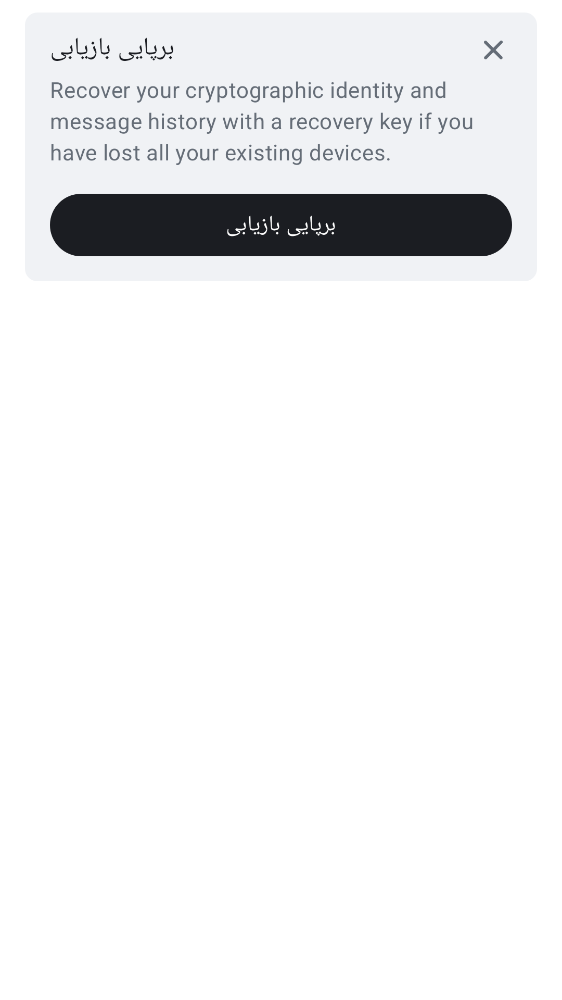 برپایی بازیابی
Recover your cryptographic identity and
message history with a recovery key if you
have lost all your existing devices.
برپایی بازیابی